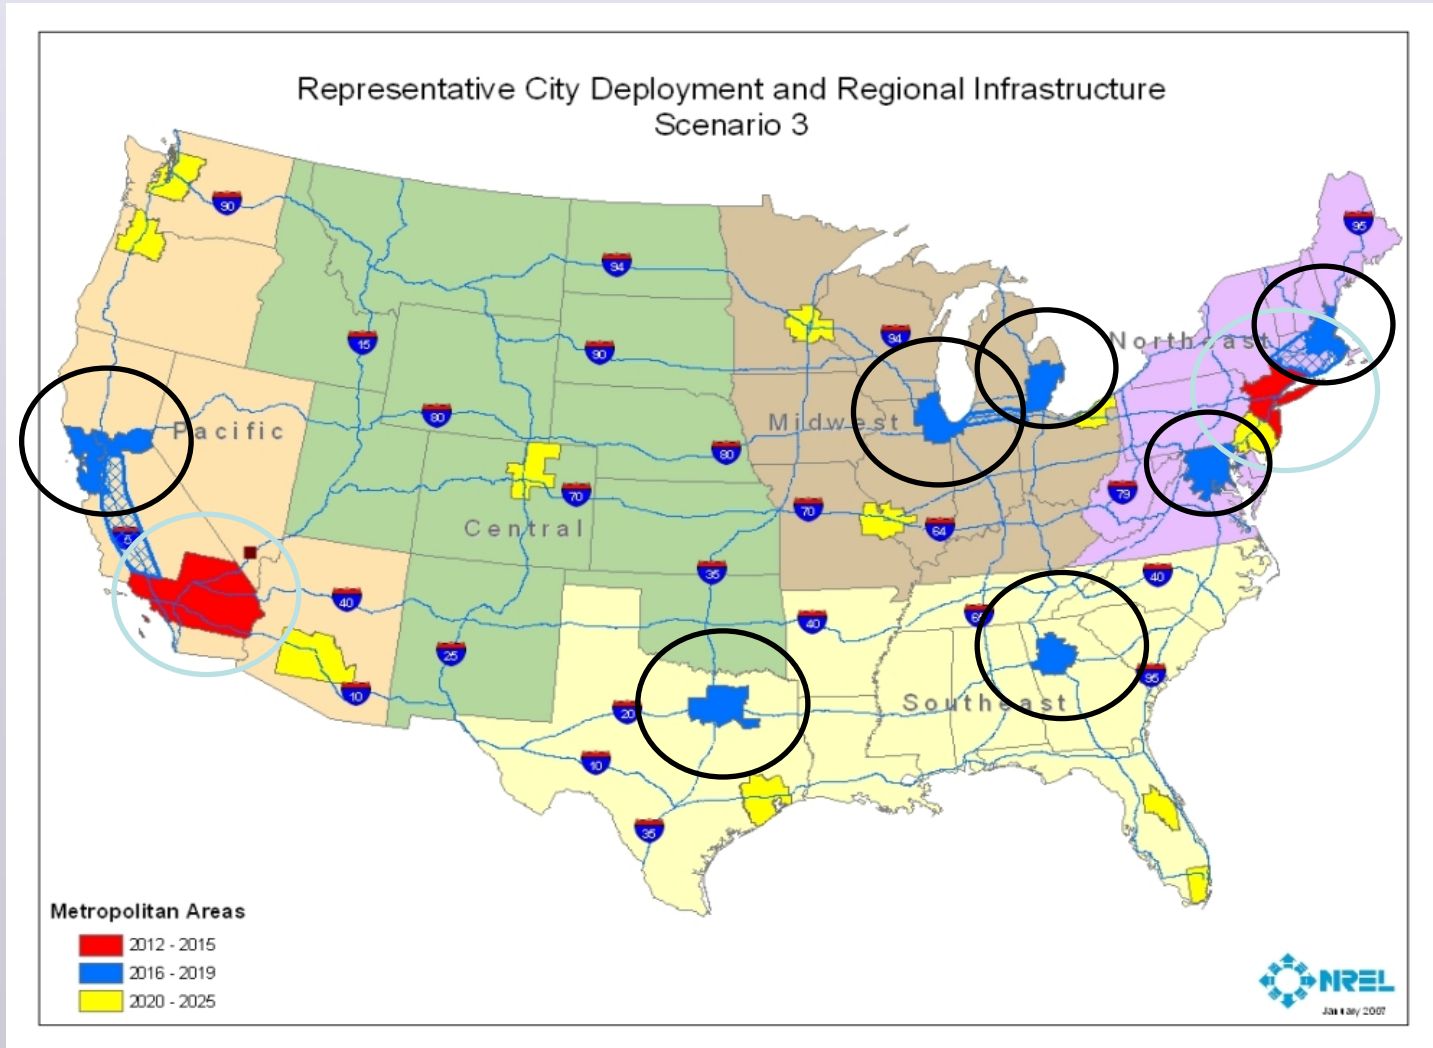 Representative City Deployment and Regional Infrastructure
Scenario 3
95
90
94
15
90
94
Northeast
80
Pacific
Midwest
80
70
79
70
64
Central
5
35
40
40
40
25
95
10
20
Southeast
10
35
Metropolitan Areas
2012 - 2015
2016 - 2019
2020 - 2025
NREL
January 2007